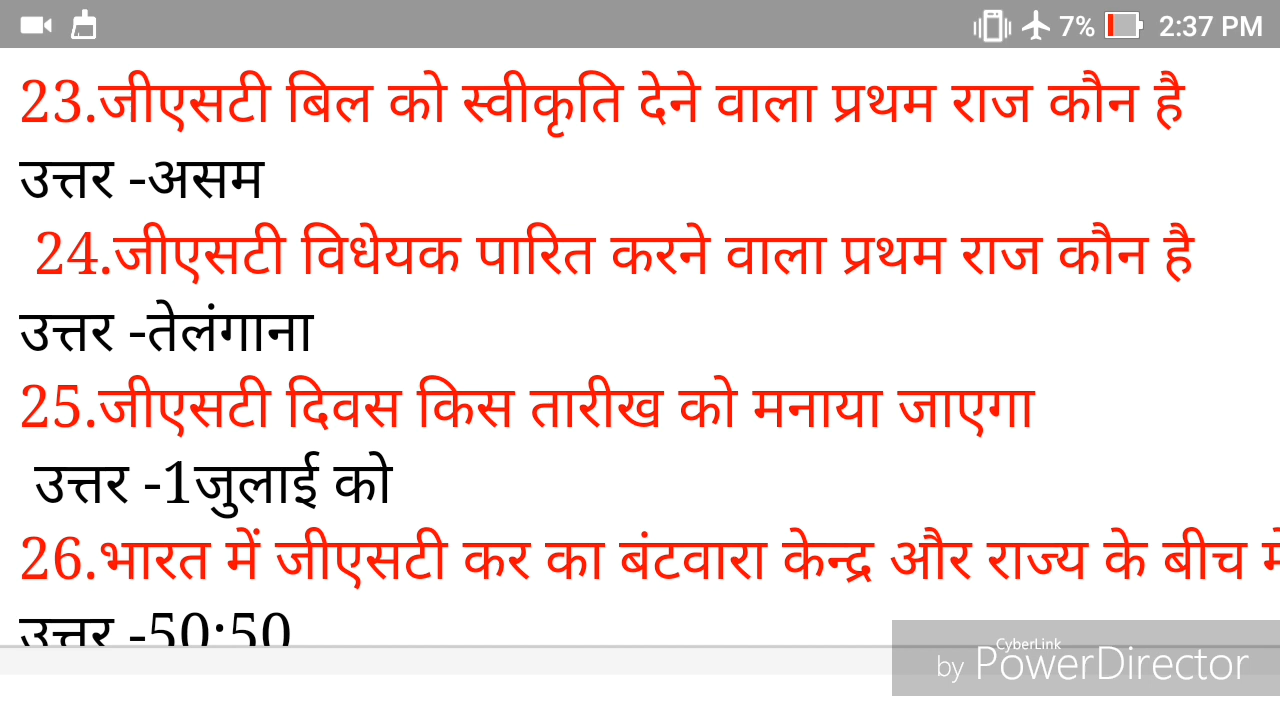 7% 2:37 PM
23.जीएसटी बिल को स्वीकृति देने वाला प्रथम राज कौन है
उत्तर -असम
24.जीएसटी विधेयक पारित करने वाला प्रथम राज कौन है
उत्तर -तेलंगाना
25.जीएसटी दिवस किस तारीख को मनाया जाएगा
उत्तर -1जुलाई को
26.भारत में जीएसटी कर का बंटवारा केन्द्र और राज्य के बीच
उत्तर -50:50
CyberLink
by PowerDirector